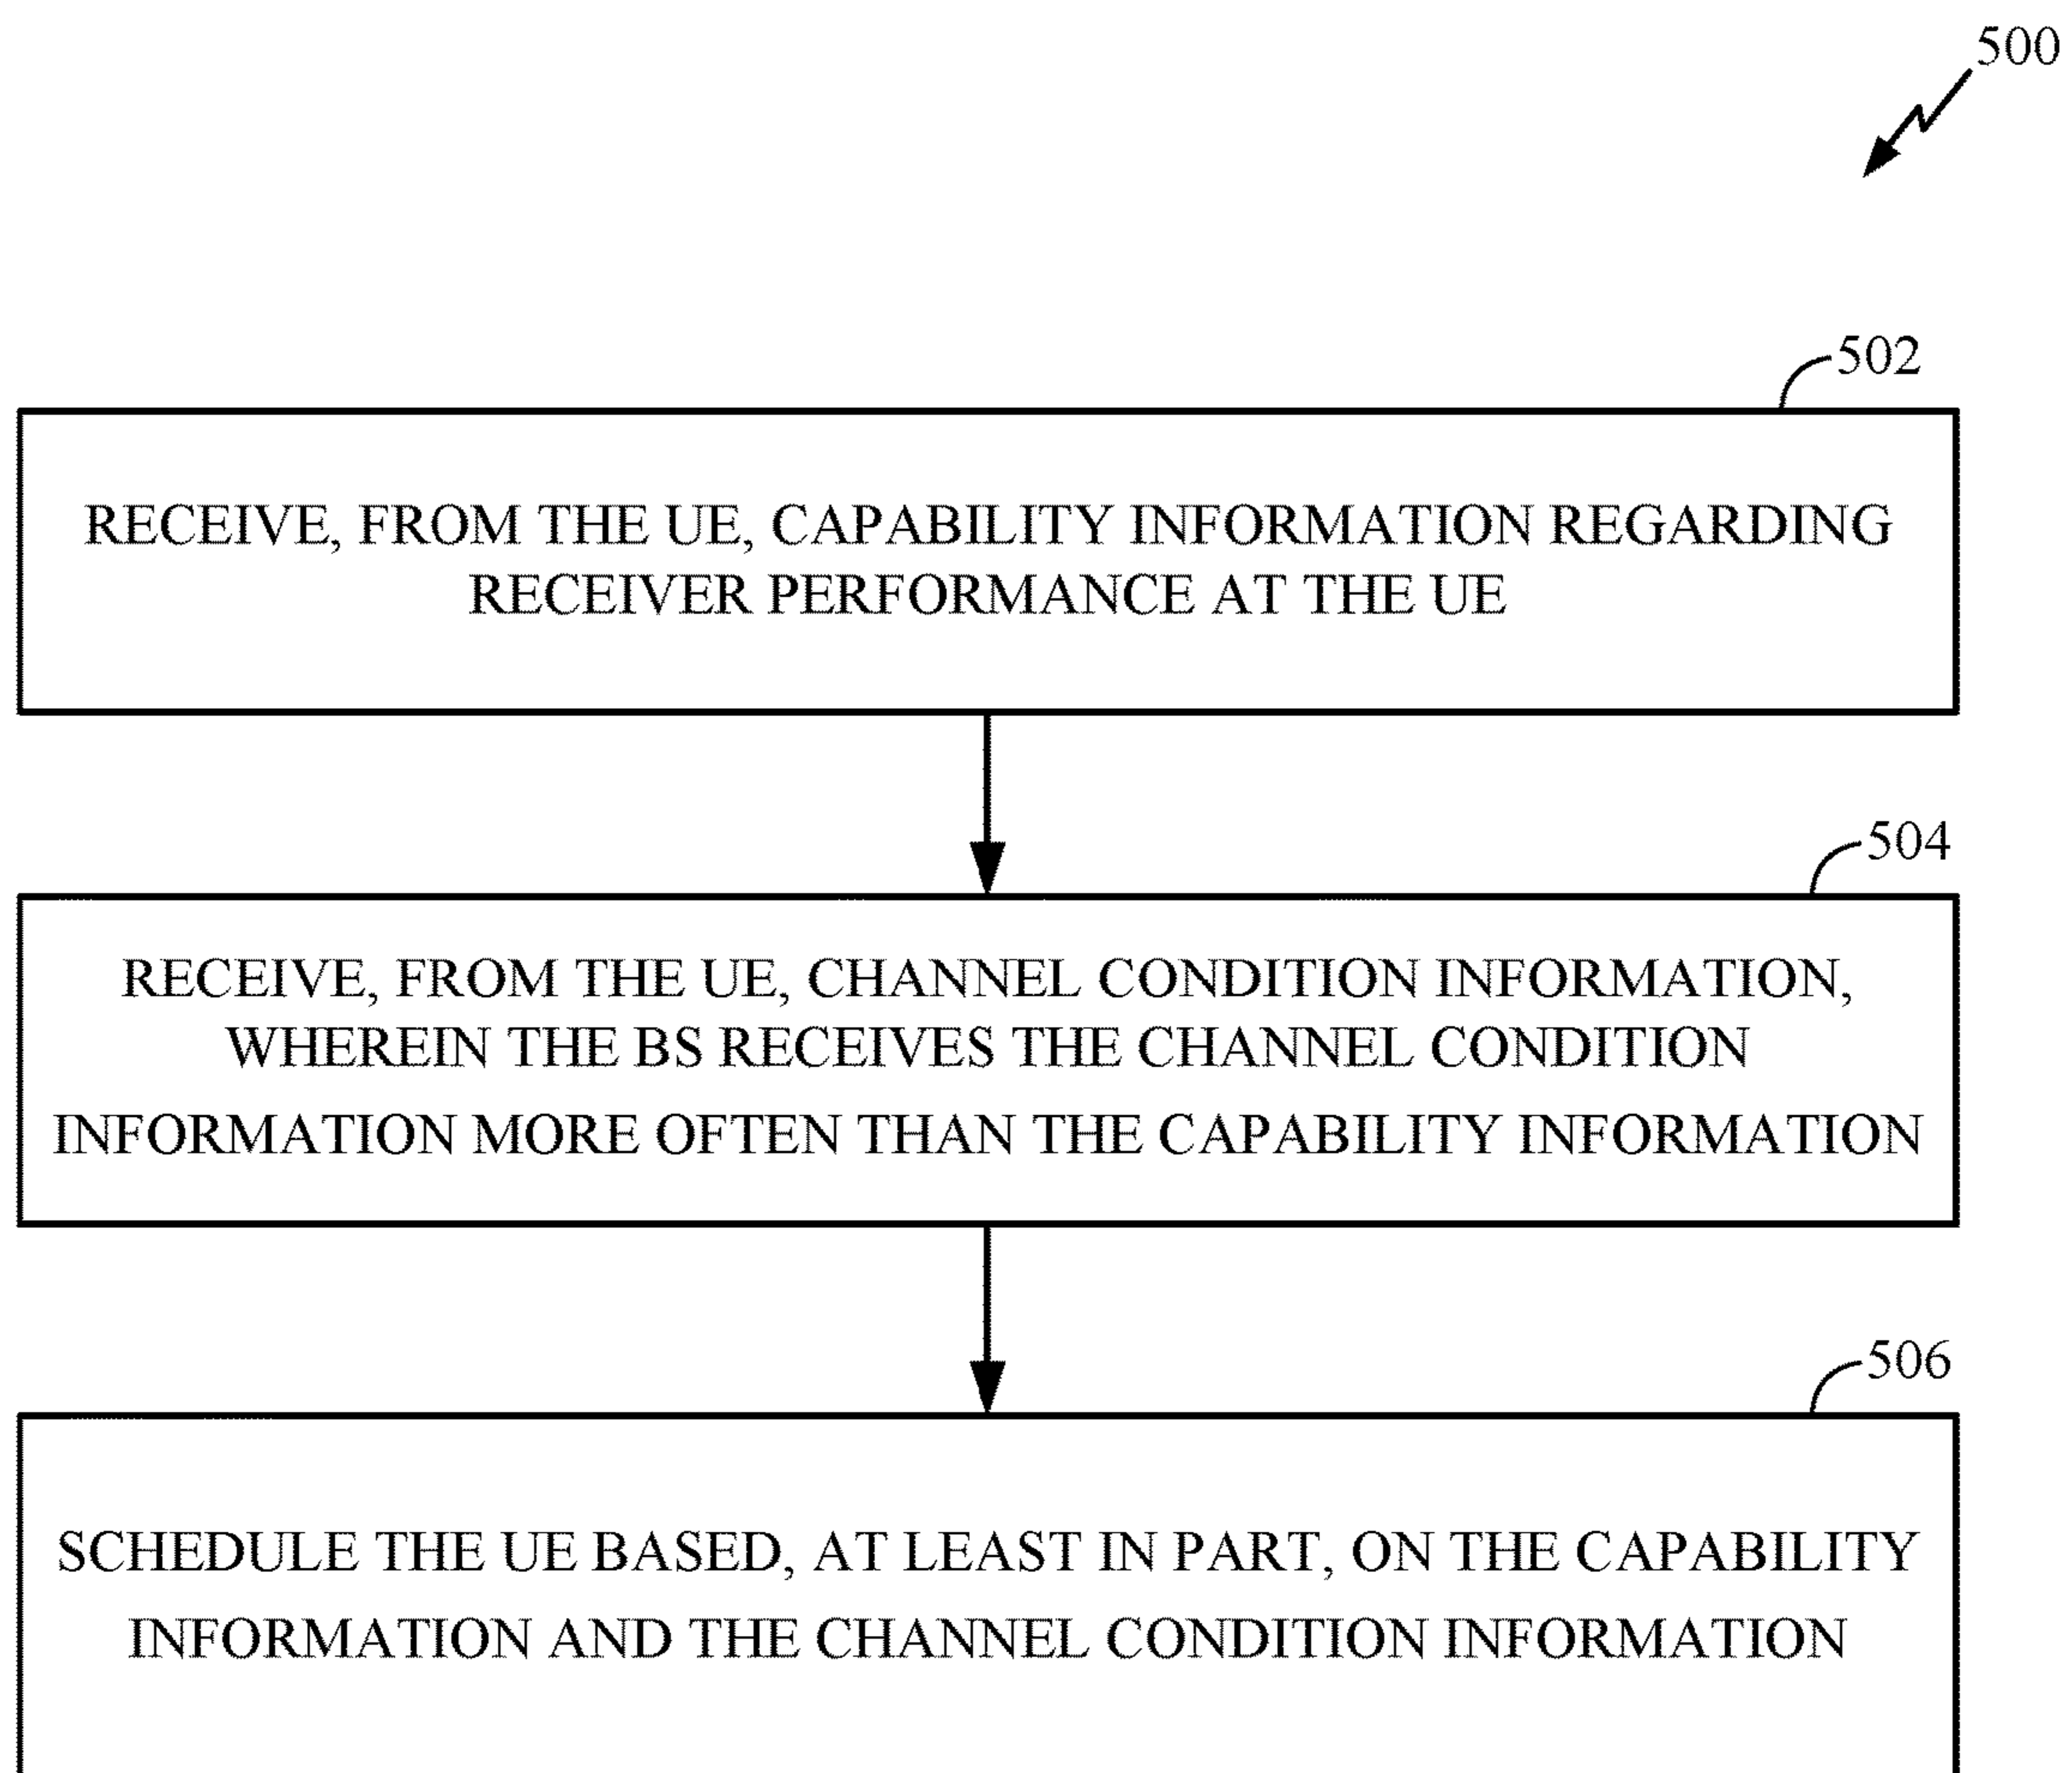 500
502
RECEIVE, FROM THE UE, CAPABILITY INFORMATION REGARDING
RECEIVER PERFORMANCE AT THE UE
504
RECEIVE, FROM THE UE, CHANNEL CONDITION INFORMATION,
WHEREIN THE BS RECEIVES THE CHANNEL CONDITION
INFORMATION MORE OFTEN THAN THE CAPABILITY INFORMATION
506
SCHEDULE THE UE BASED, AT LEAST IN PART, ON THE CAPABILITY
INFORMATION AND THE CHANNEL CONDITION INFORMATION